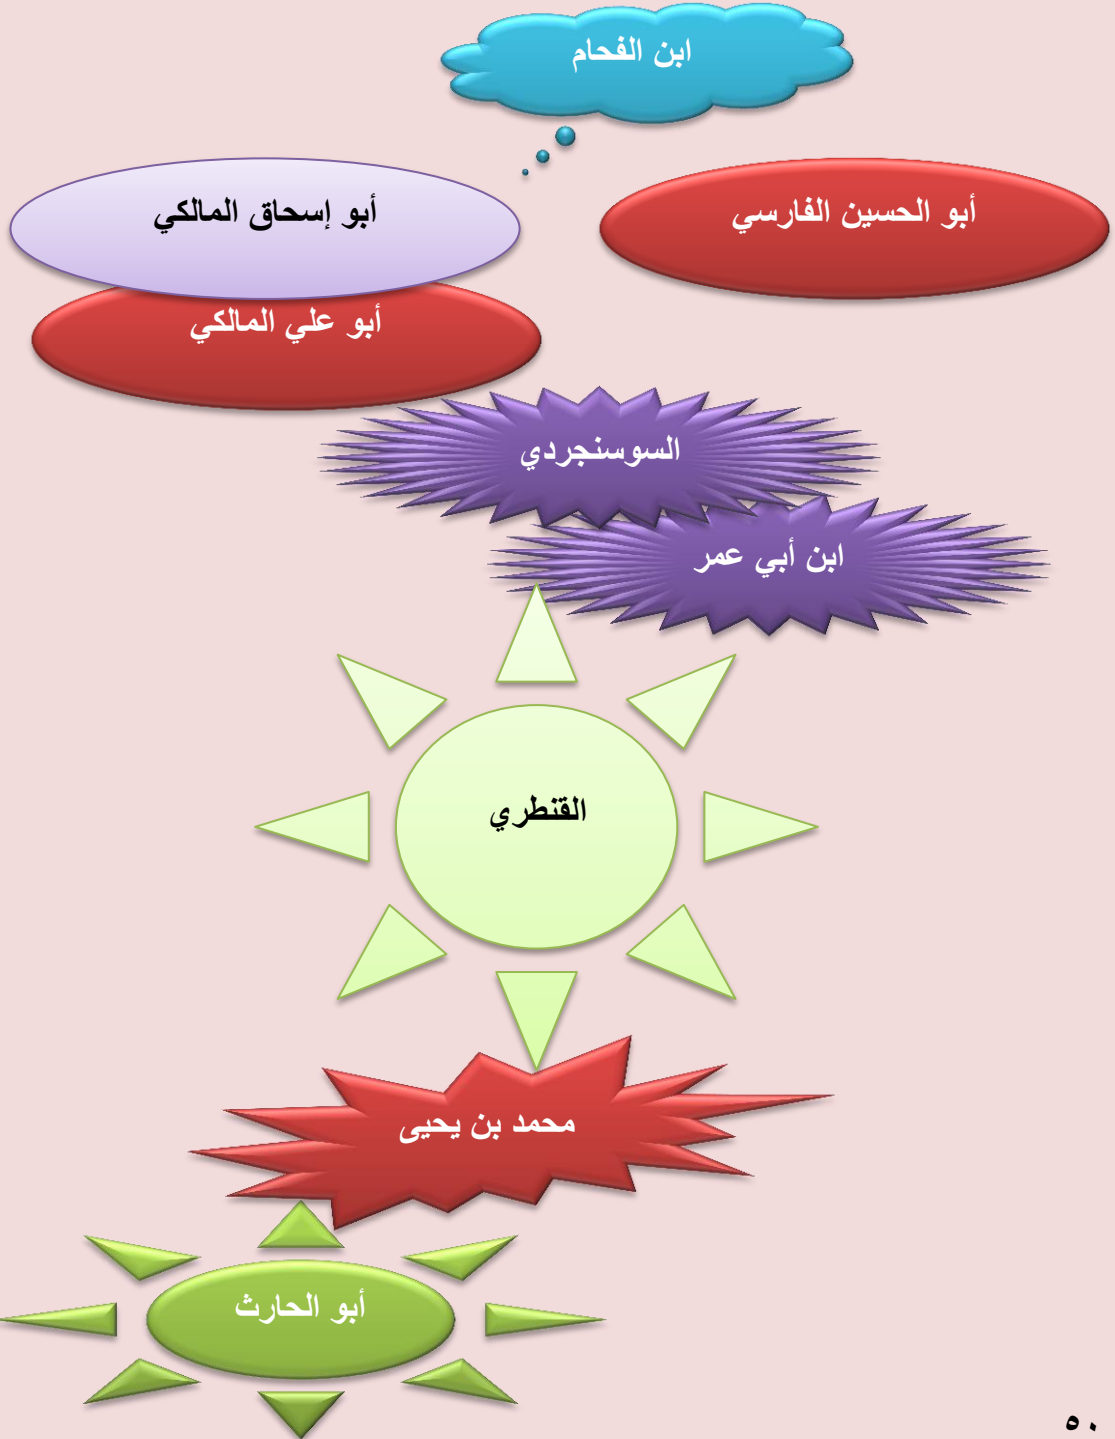 ابن الفحام
أبو الحسين الفارسي
أبو إسحاق المالكي
أبو علي المالكي
السوسنجردي
ابن أبي عمر
القنطري
محمد بن يحيى
أبو الحارث
٥٠